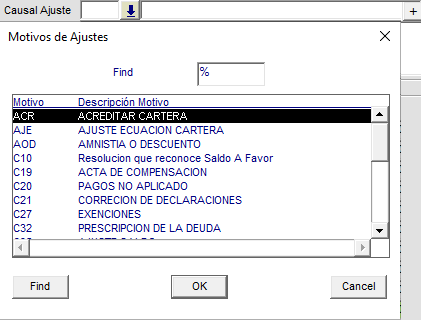 Causal Ajuste
+
Motivos de Ajustes
Find %
Motivo Descripción Motivo
ACR ACREDITAR CARTERA
AJE AJUSTE ECUACION CARTERA
AOD AMNISTIA O DESCUENTO
C10 Resolucion que reconoce Saldo A Favor
C19 ACTA DE COMPENSACION
C20 PAGOS NO APLICADO
C21 CORRECION DE DECLARACIONES
C27 EXENCIONES
C32 PRESCRIPCION DE LA DEUDA
Find OK Cancel